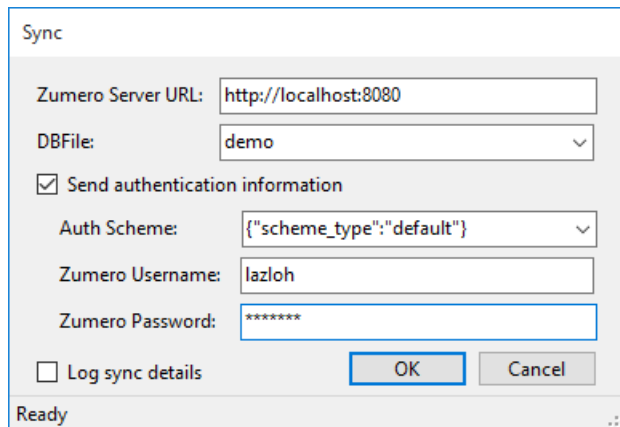 Sync
Zumero Server URL: http://localhost:8080
DBFile: demo
Send authentication information
Auth Scheme: {"scheme_type":"default"}
Zumero Username: lazloh
Zumero Password: *******
Log sync details OK Cancel
Ready